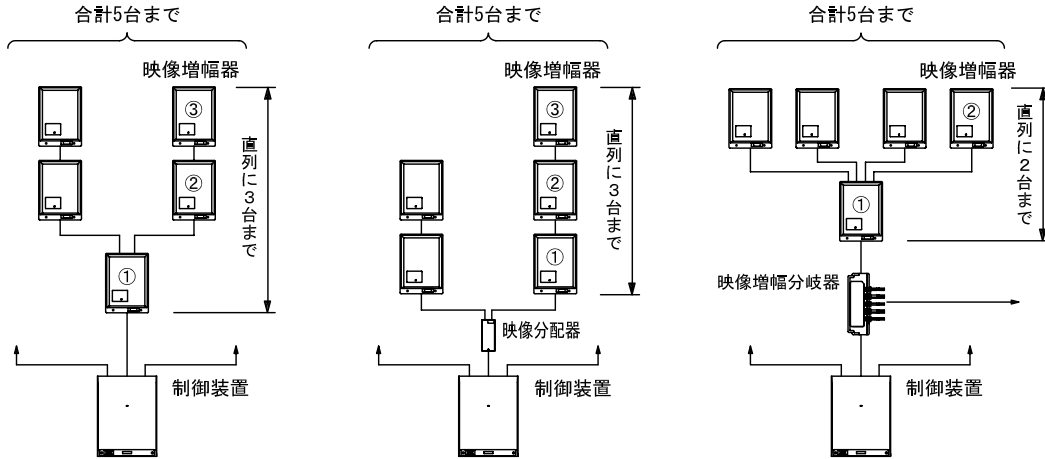 合計5台まで
映像増幅器
③
②
①
直列に3台まで
制御装置
合計5台まで
映像増幅器
③
②
①
直列に3台まで
映像分配器
制御装置
合計5台まで
映像増幅器
②
①
直列に2台まで
映像増幅分岐器
制御装置